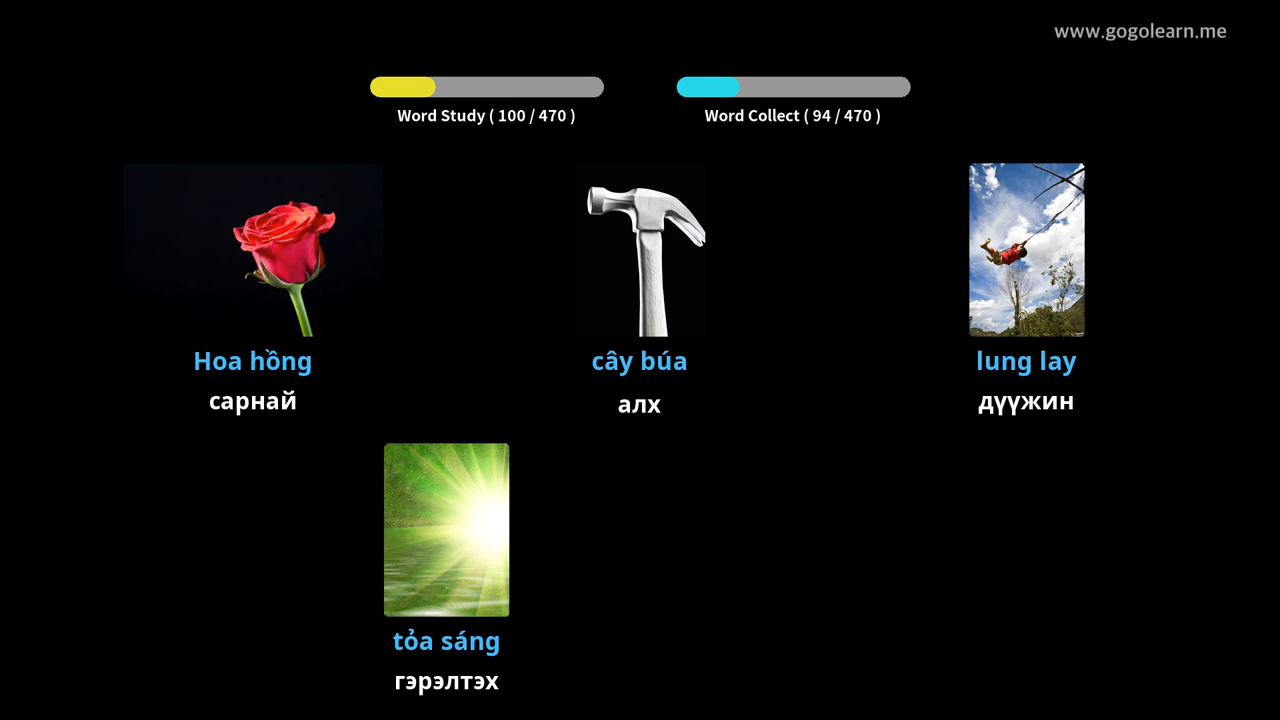 www.gogolearn.me
Word Study ( 100 / 470 )
Word Collect ( 94 / 470 )
Hoa hồng
сарнай
cây búa
алх
lung lay
дүүжин
tỏa sáng
гэрэлтэх